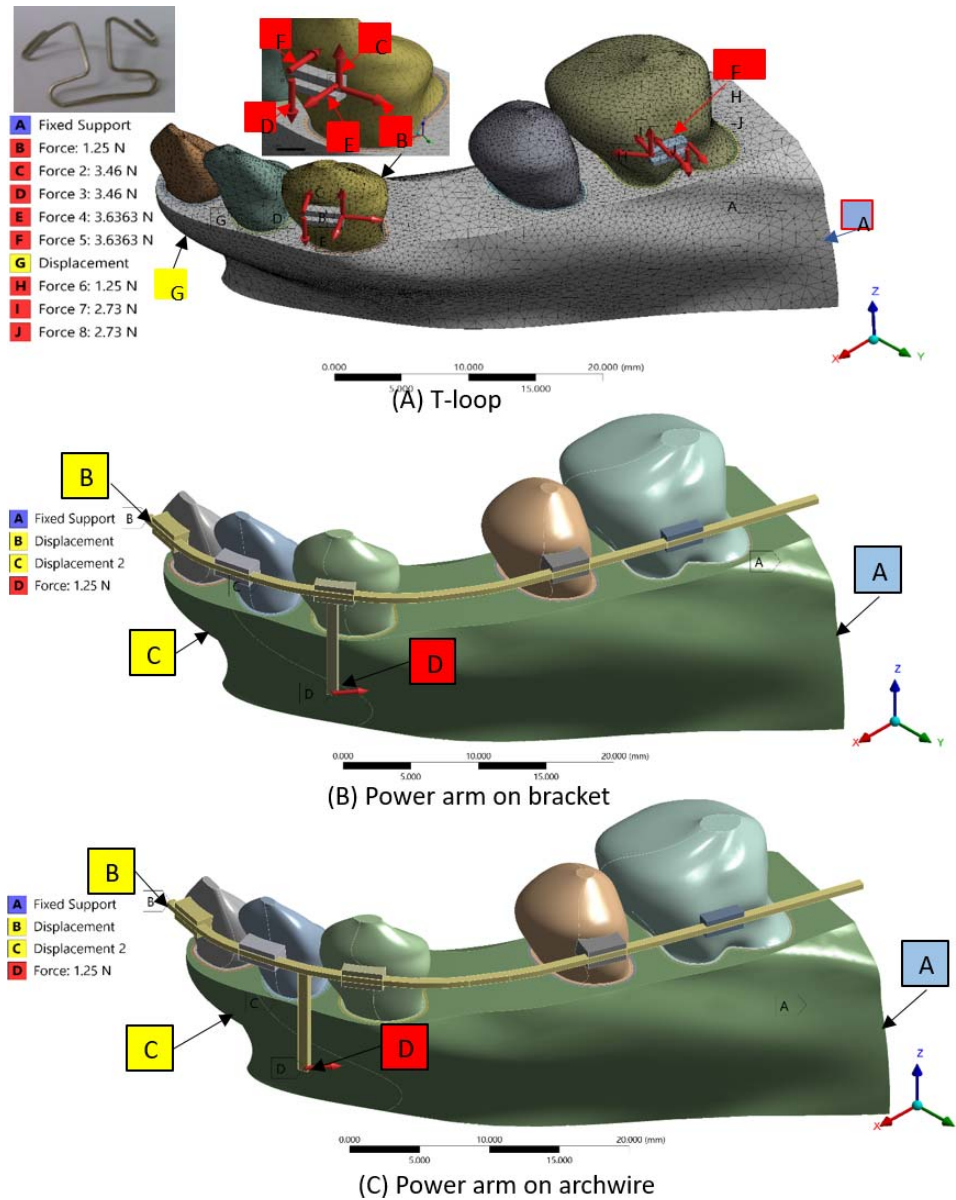 A Fixed Support
B Force: 1.25 N
C Force 2: 3.46 N
D Force 3: 3.46 N
E Force 4: 3.6363 N
F Force 5: 3.6363 N
G Displacement
H Force 6: 1.25 N
I Force 7: 2.73 N
J Force 8: 2.73 N
F
C
D
E
B
F
H
-J
C
G
D
B
A
A
G
Z
X
Y
0.000
10.000
20.000 (mm)
5.000
15.000
(A) T-loop
B
A Fixed Support
B Displacement
C Displacement 2
D Force: 1.25 N
B
A
A
C
D
D
Z
X
Y
0.000
10.000
20.000 (mm)
5.000
15.000
(B) Power arm on bracket
B
A Fixed Support
B Displacement
C Displacement 2
D Force: 1.25 N
B
A
C
A
C
D
D
Z
X
0.000
10.000
20.000 (mm)
5.000
15.000
(C) Power arm on archwire